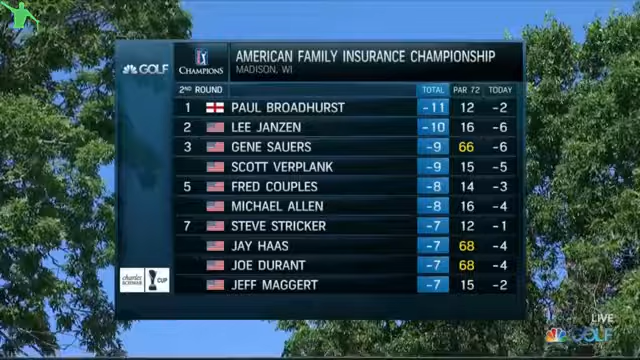 GOLF
CHAMPIONS
AMERICAN FAMILY INSURANCE CHAMPIONSHIP
MADISON, WI
2ND ROUND TOTAL PAR 72 TODAY
1 PAUL BROADHURST -11 12 -2
2 LEE JANZEN -10 16 -6
3 GENE SAUERS -9 66 -6
SCOTT VERPLANK -9 15 -5
5 FRED COUPLES -8 14 -3
MICHAEL ALLEN -8 16 -4
7 STEVE STRICKER -7 12 -1
JAY HAAS -7 68 -4
JOE DURANT -7 68 -4
JEFF MAGGERT -7 15 -2
charles SCHWAB CUP
LIVE
GOLF